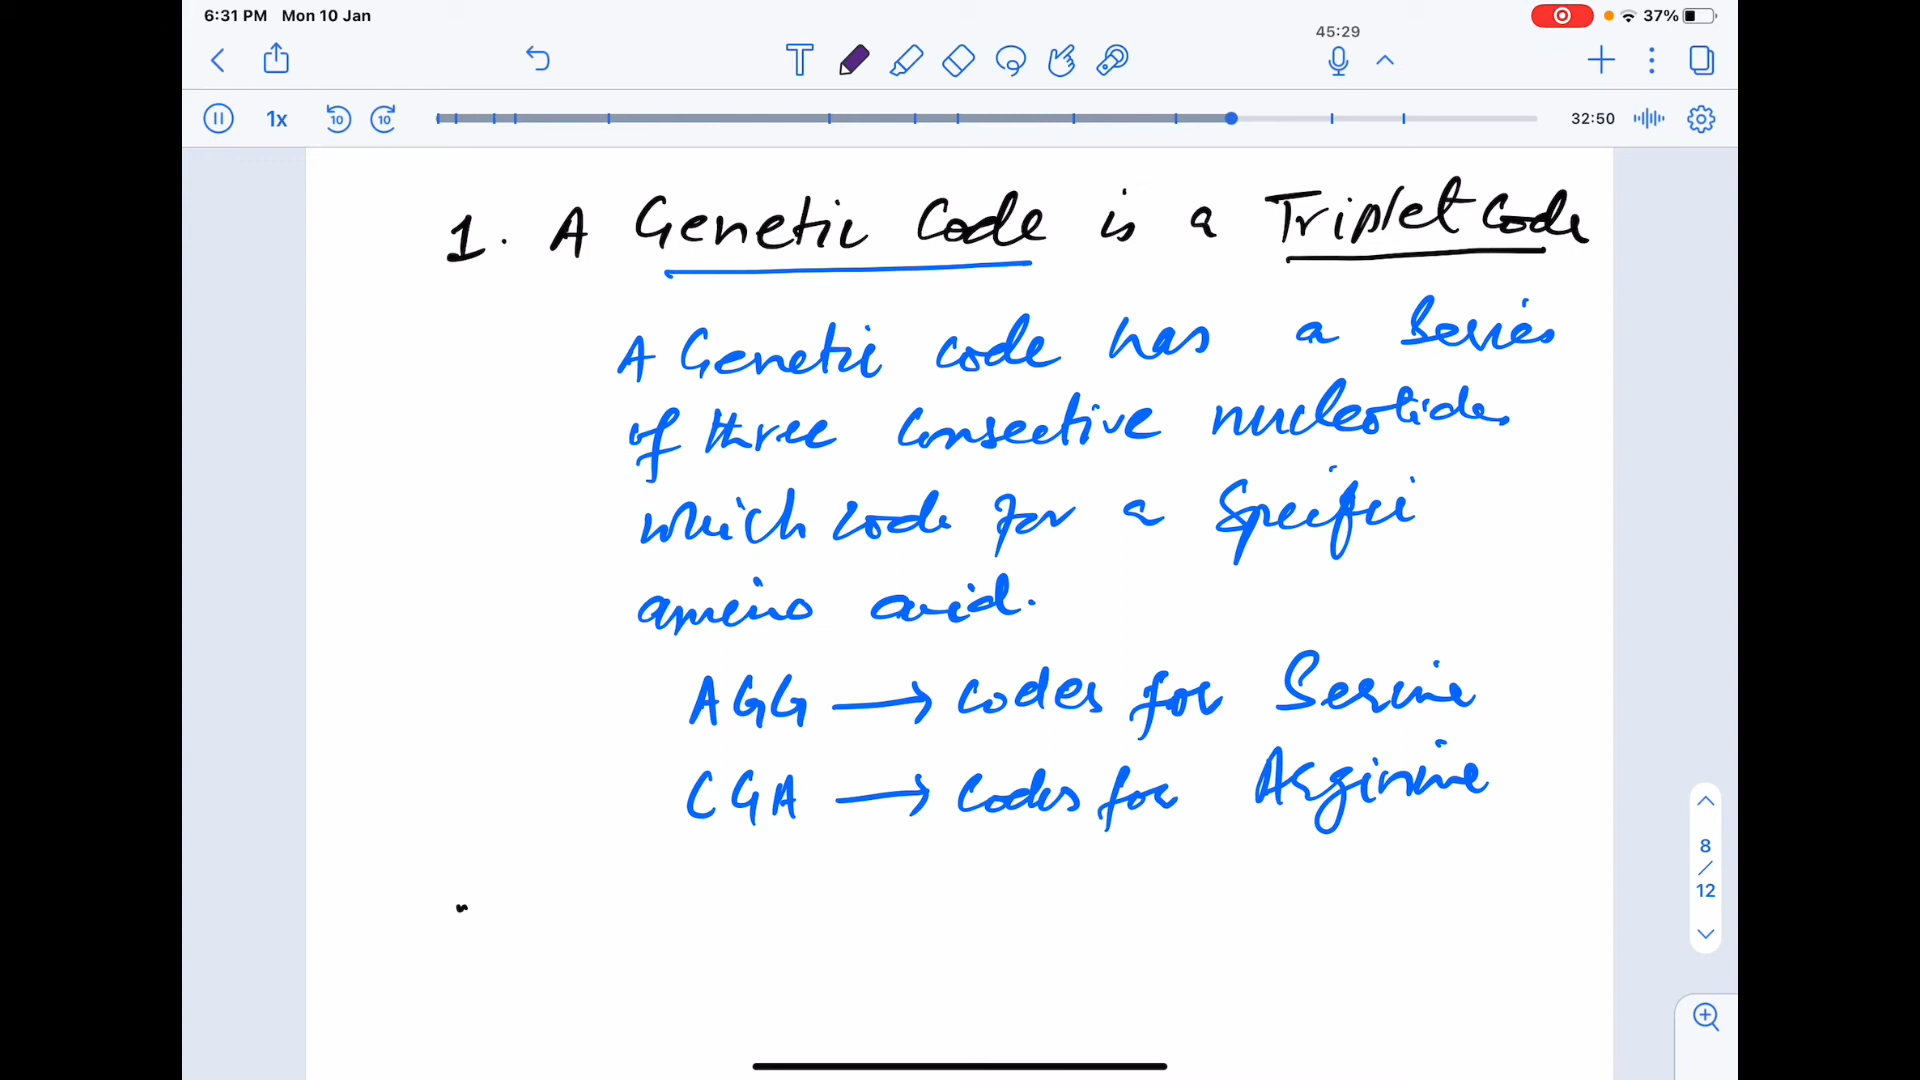 6:31 PM Mon 10 Jan
37%
45:29
T
1x
10
10
32:50
1. A Genetic Code is a Triplet Code
A Genetic code has a Series
of three consective nucleotides
which code for a Specific
amino acid.
AGG → codes for Serine
CGA → codes for Arginine
8
/
12